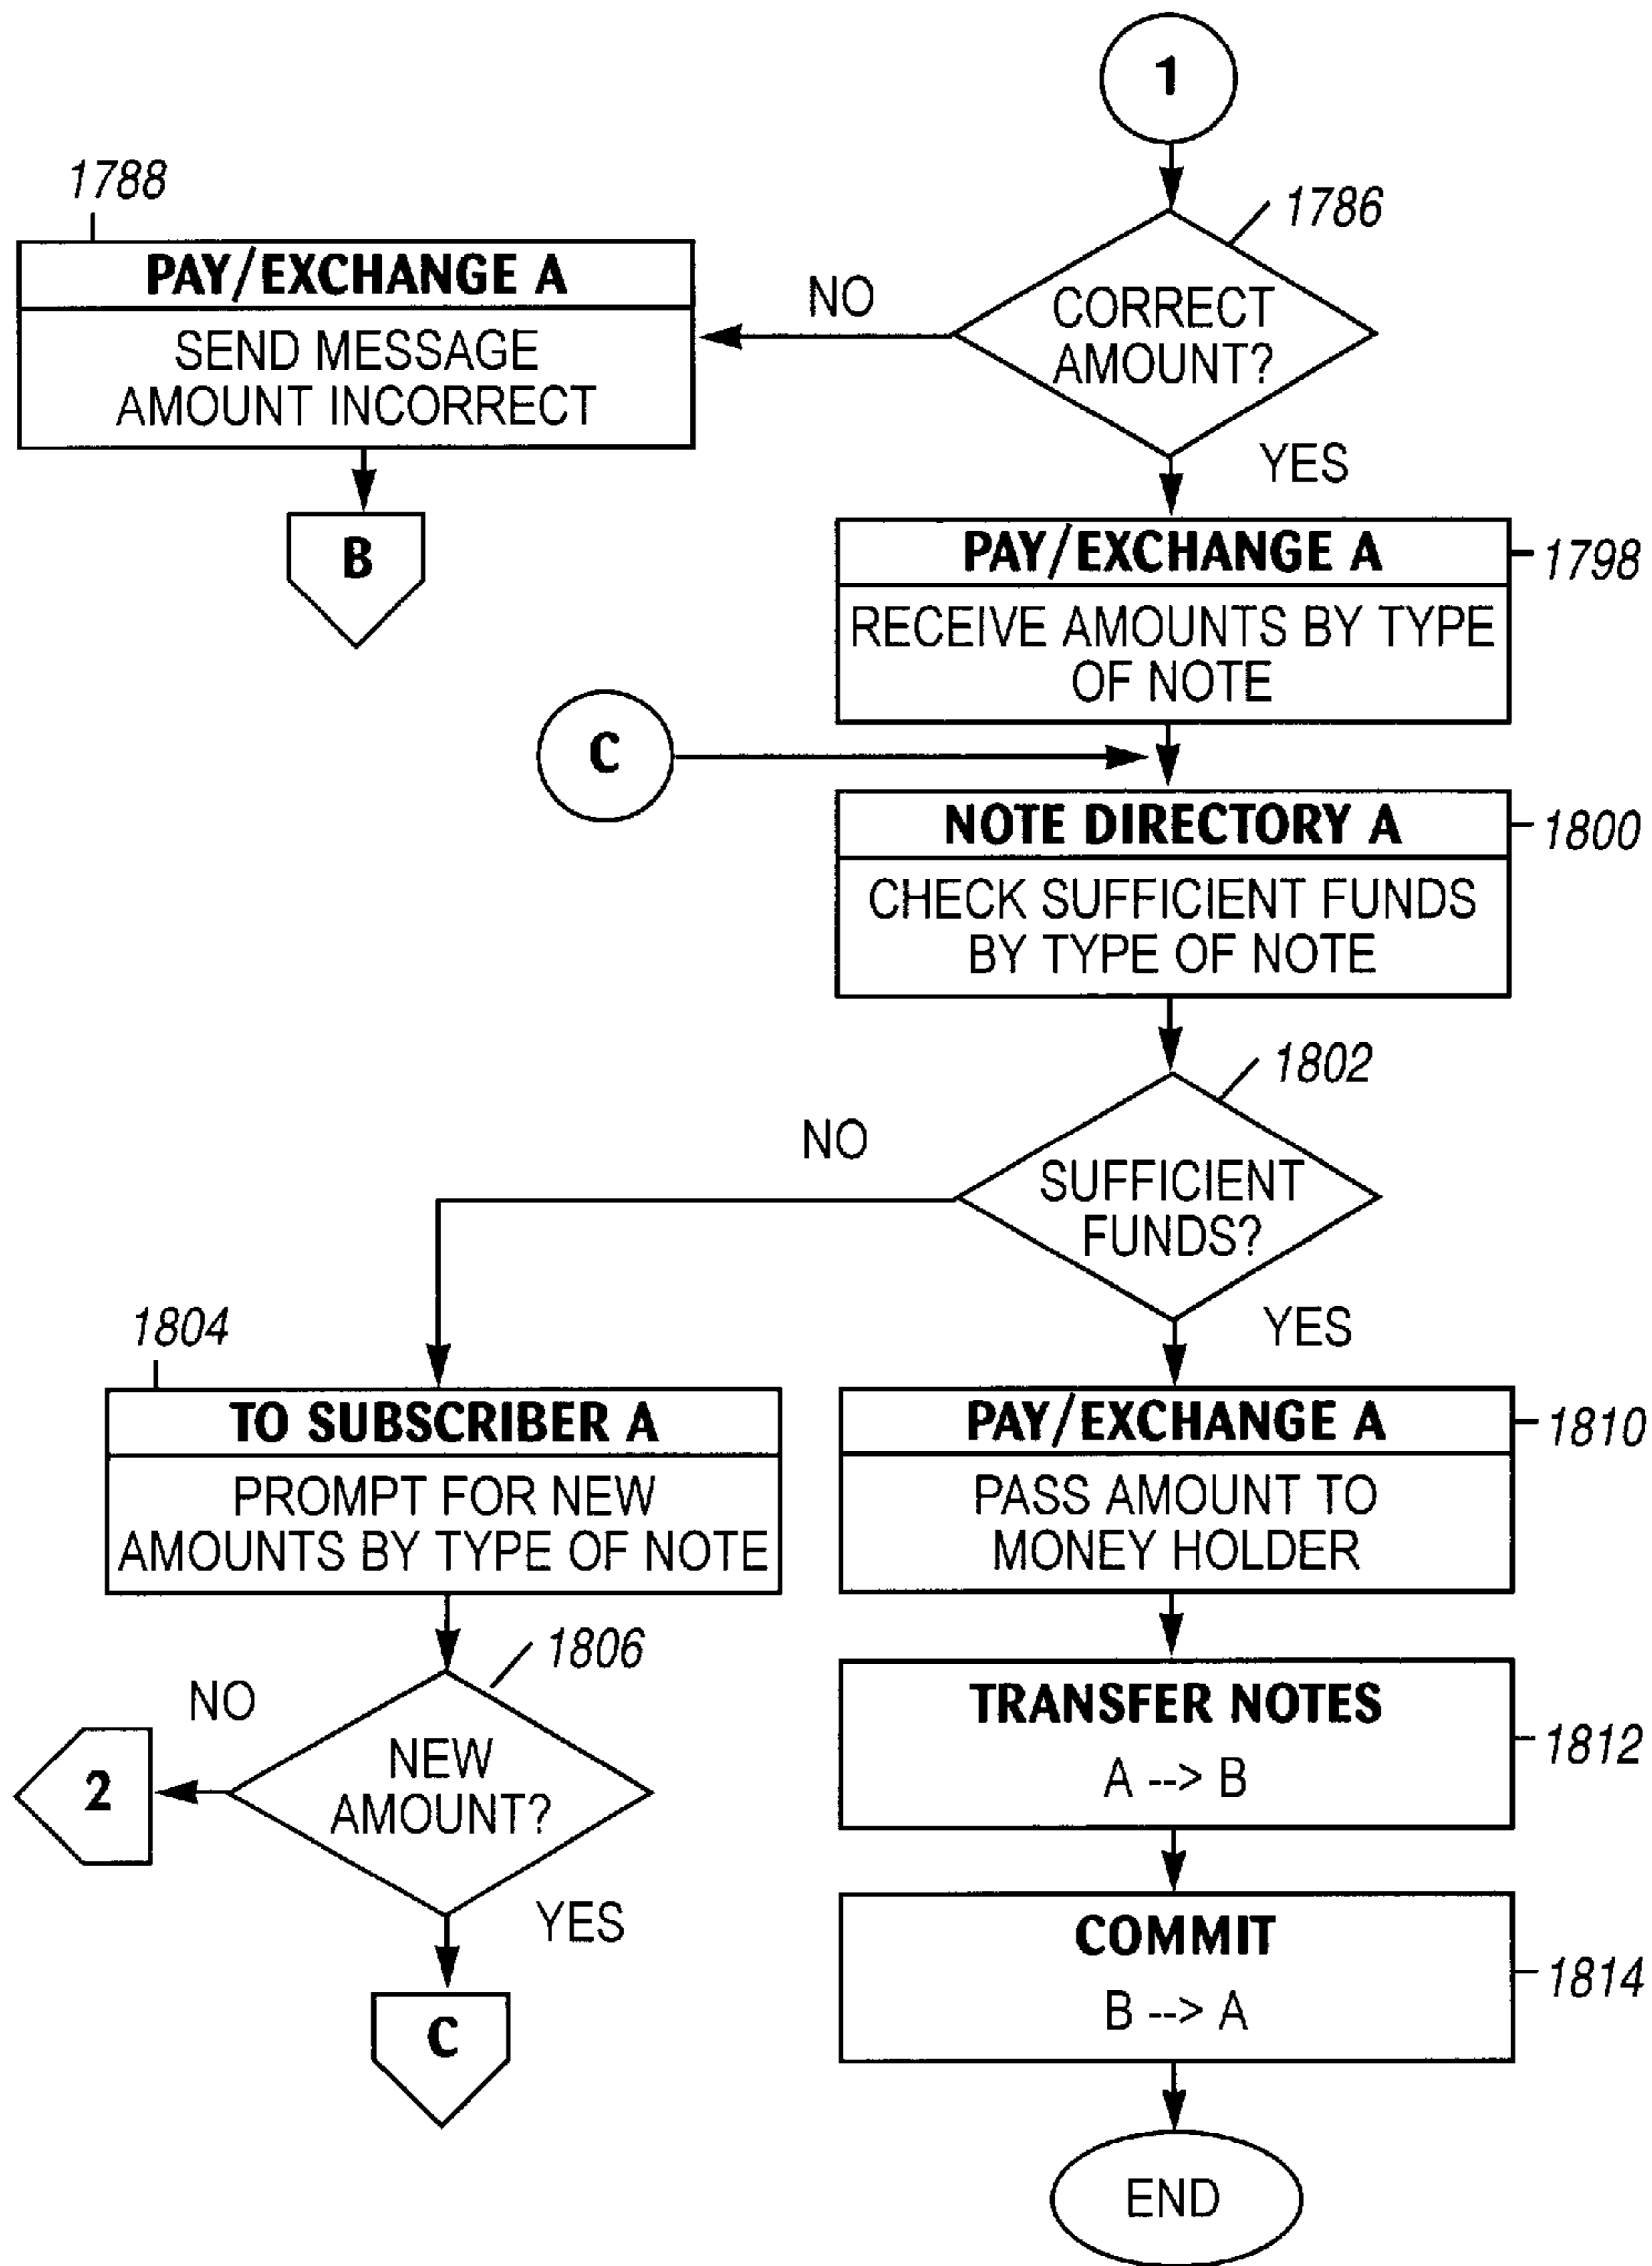 1
1788
1786
PAY/EXCHANGE A
SEND MESSAGE
AMOUNT INCORRECT
NO
CORRECT
AMOUNT?
YES
B
PAY/EXCHANGE A
1798
RECEIVE AMOUNTS BY TYPE
OF NOTE
C
NOTE DIRECTORY A
1800
CHECK SUFFICIENT FUNDS
BY TYPE OF NOTE
1802
NO
SUFFICIENT
FUNDS?
YES
1804
TO SUBSCRIBER A
PROMPT FOR NEW
AMOUNTS BY TYPE OF NOTE
PAY/EXCHANGE A
1810
PASS AMOUNT TO
MONEY HOLDER
1806
NO
NEW
AMOUNT?
2
YES
C
TRANSFER NOTES
A --> B
1812
COMMIT
B --> A
1814
END